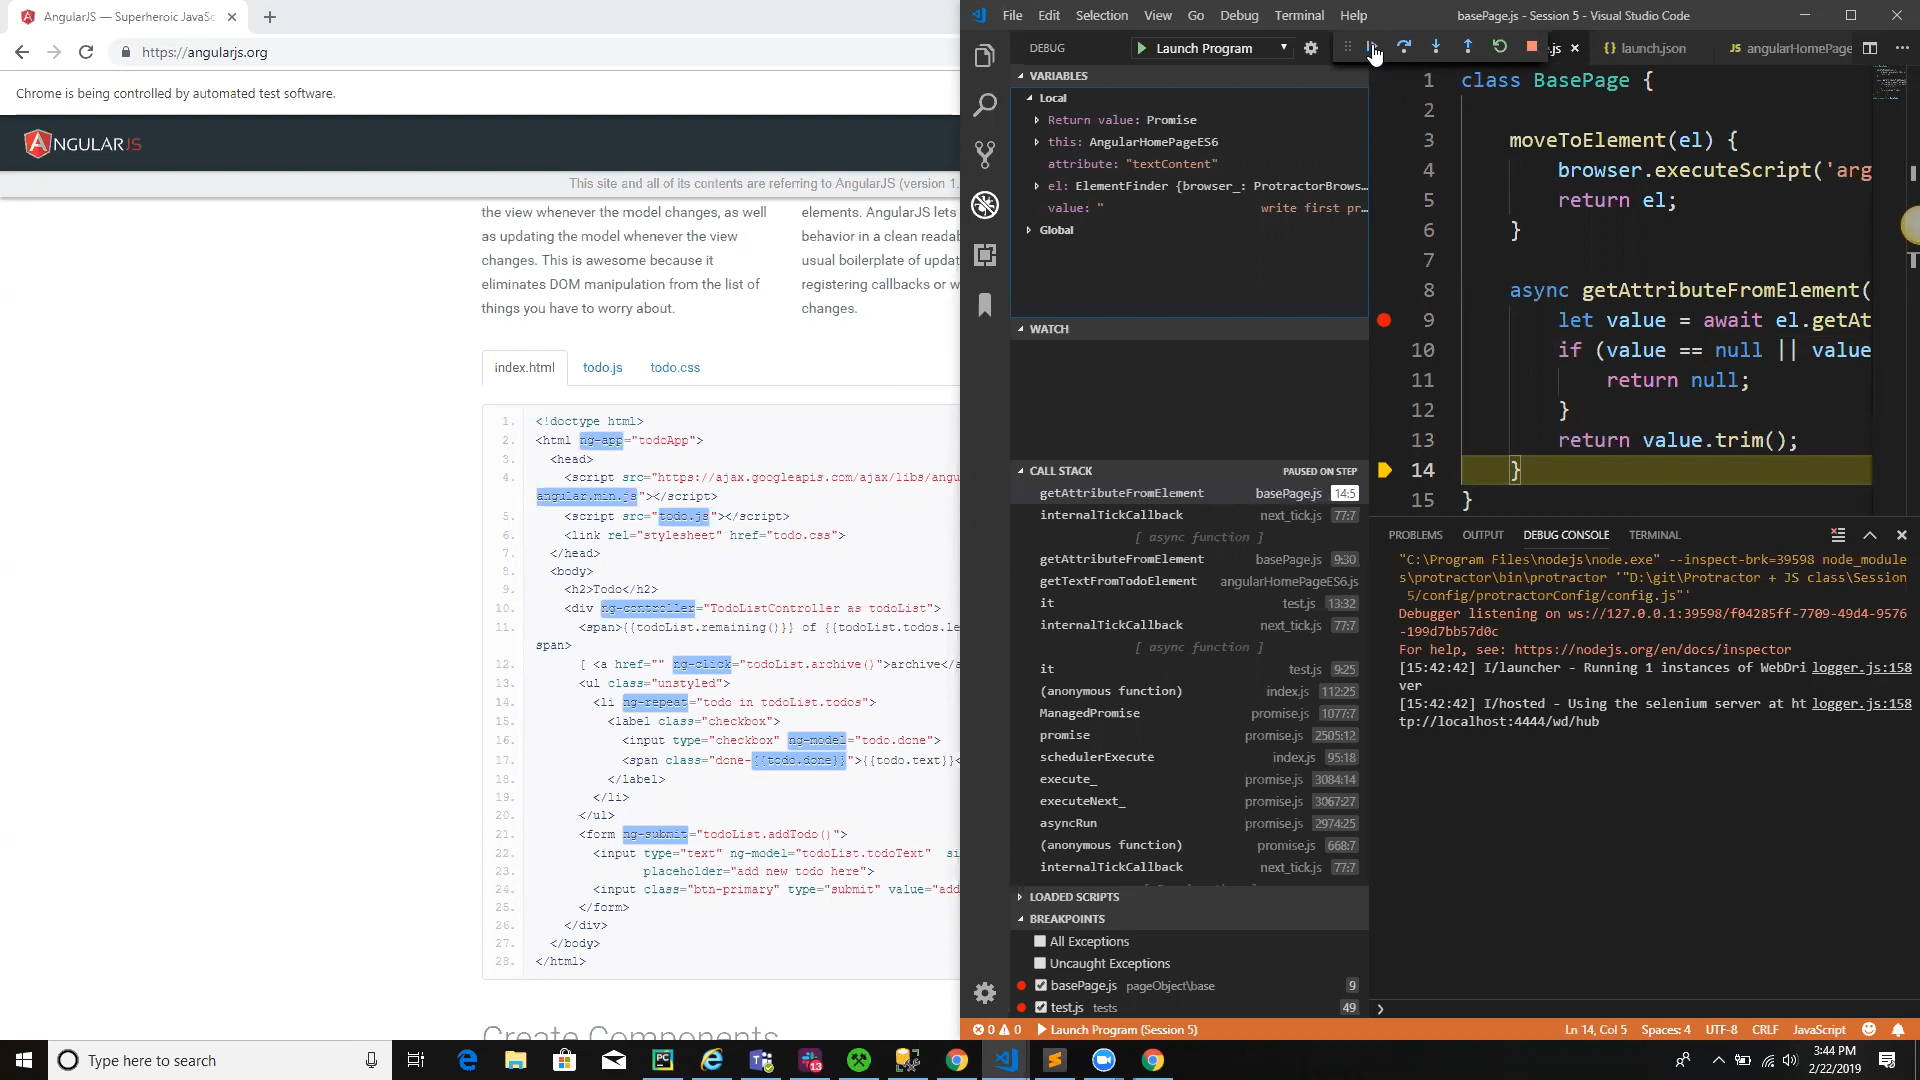 AngularJS — Superheroic JavaSc
https://angularjs.org
Chrome is being controlled by automated test software.
ANGULARJS
This site and all of its contents are referring to AngularJS (version 1.
the view whenever the model changes, as well
as updating the model whenever the view
changes. This is awesome because it
eliminates DOM manipulation from the list of
things you have to worry about.
elements. AngularJS lets
behavior in a clean readab
usual boilerplate of updat
registering callbacks or w
changes.
index.html todo.js todo.css
1. <!doctype html>
2. <html ng-app="todoApp">
3. <head>
4. <script src="https://ajax.googleapis.com/ajax/libs/angu
angular.min.js"></script>
5. <script src="todo.js"></script>
6. <link rel="stylesheet" href="todo.css">
7. </head>
8. <body>
9. <h2>Todo</h2>
10. <div ng-controller="TodoListController as todoList">
11. <span>{{todoList.remaining()}} of {{todoList.todos.le
span>
12. [ <a href="" ng-click="todoList.archive()">archive</a
13. <ul class="unstyled">
14. <li ng-repeat="todo in todoList.todos">
15. <label class="checkbox">
16. <input type="checkbox" ng-model="todo.done">
17. <span class="done-{{todo.done}}">{{todo.text}}<
18. </label>
19. </li>
20. </ul>
21. <form ng-submit="todoList.addTodo()">
22. <input type="text" ng-model="todoList.todoText" si
23. placeholder="add new todo here">
24. <input class="btn-primary" type="submit" value="add
25. </form>
26. </div>
27. </body>
28. </html>
Create Components
File Edit Selection View Go Debug Terminal Help
basePage.js - Session 5 - Visual Studio Code
DEBUG Launch Program
.js launch.json JS angularHomePage
VARIABLES
Local
Return value: Promise
this: AngularHomePageES6
attribute: "textContent"
el: ElementFinder {browser_: ProtractorBrows…
value: " write first pr…
Global
WATCH
CALL STACK PAUSED ON STEP
getAttributeFromElement basePage.js 14:5
internalTickCallback next_tick.js 77:7
[ async function ]
getAttributeFromElement basePage.js 9:30
getTextFromTodoElement angularHomePageES6.js
it test.js 13:32
internalTickCallback next_tick.js 77:7
[ async function ]
it test.js 9:25
(anonymous function) index.js 112:25
ManagedPromise promise.js 1077:7
promise promise.js 2505:12
schedulerExecute index.js 95:18
execute_ promise.js 3084:14
executeNext_ promise.js 3067:27
asyncRun promise.js 2974:25
(anonymous function) promise.js 668:7
internalTickCallback next_tick.js 77:7
LOADED SCRIPTS
BREAKPOINTS
All Exceptions
Uncaught Exceptions
basePage.js pageObject\base 9
test.js tests 49
1 class BasePage {
2
3 moveToElement(el) {
4 browser.executeScript('arg
5 return el;
6 }
7
8 async getAttributeFromElement(
9 let value = await el.getAt
10 if (value == null || value
11 return null;
12 }
13 return value.trim();
14 }
15 }
PROBLEMS OUTPUT DEBUG CONSOLE TERMINAL
"C:\Program Files\nodejs\node.exe" --inspect-brk=39598 node_module
s\protractor\bin\protractor '"D:\git\Protractor + JS class\Session
5/config/protractorConfig/config.js"'
Debugger listening on ws://127.0.0.1:39598/f04285ff-7709-49d4-9576
-199d7bb57d0c
For help, see: https://nodejs.org/en/docs/inspector
[15:42:42] I/launcher - Running 1 instances of WebDri logger.js:158
ver
[15:42:42] I/hosted - Using the selenium server at ht logger.js:158
tp://localhost:4444/wd/hub
0 0 Launch Program (Session 5)
Ln 14, Col 5 Spaces: 4 UTF-8 CRLF JavaScript
Type here to search
13
3:44 PM
2/22/2019